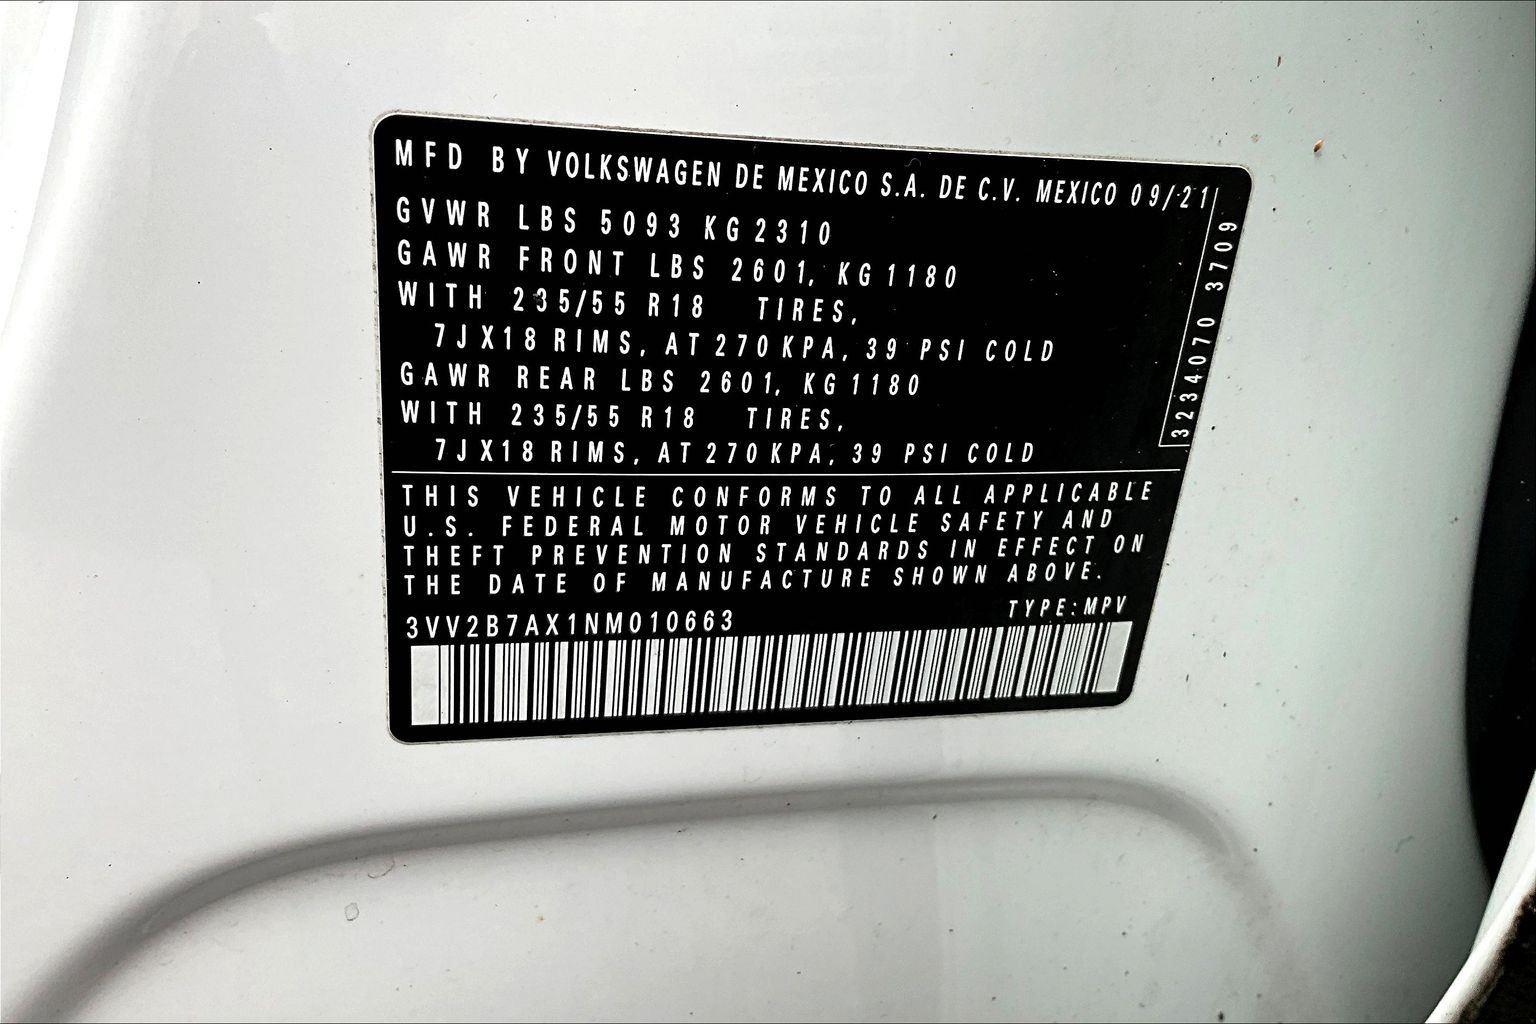 MFD BY VOLKSWAGEN DE MEXICO S.A. DE C.V. MEXICO 09/21
GVWR LBS 5093 KG 2310
GAWR FRONT LBS 2601, KG 1180
WITH 235/55 R18 TIRES,
7JX18 RIMS, AT 270 KPA, 39 PSI COLD
GAWR REAR LBS 2601, KG 1180
WITH 235/55 R18 TIRES,
7JX18 RIMS, AT 270 KPA, 39 PSI COLD
3234070 3709
THIS VEHICLE CONFORMS TO ALL APPLICABLE
U.S. FEDERAL MOTOR VEHICLE SAFETY AND
THEFT PREVENTION STANDARDS IN EFFECT ON
THE DATE OF MANUFACTURE SHOWN ABOVE.
3VV2B7AX1NM010663 TYPE:MPV